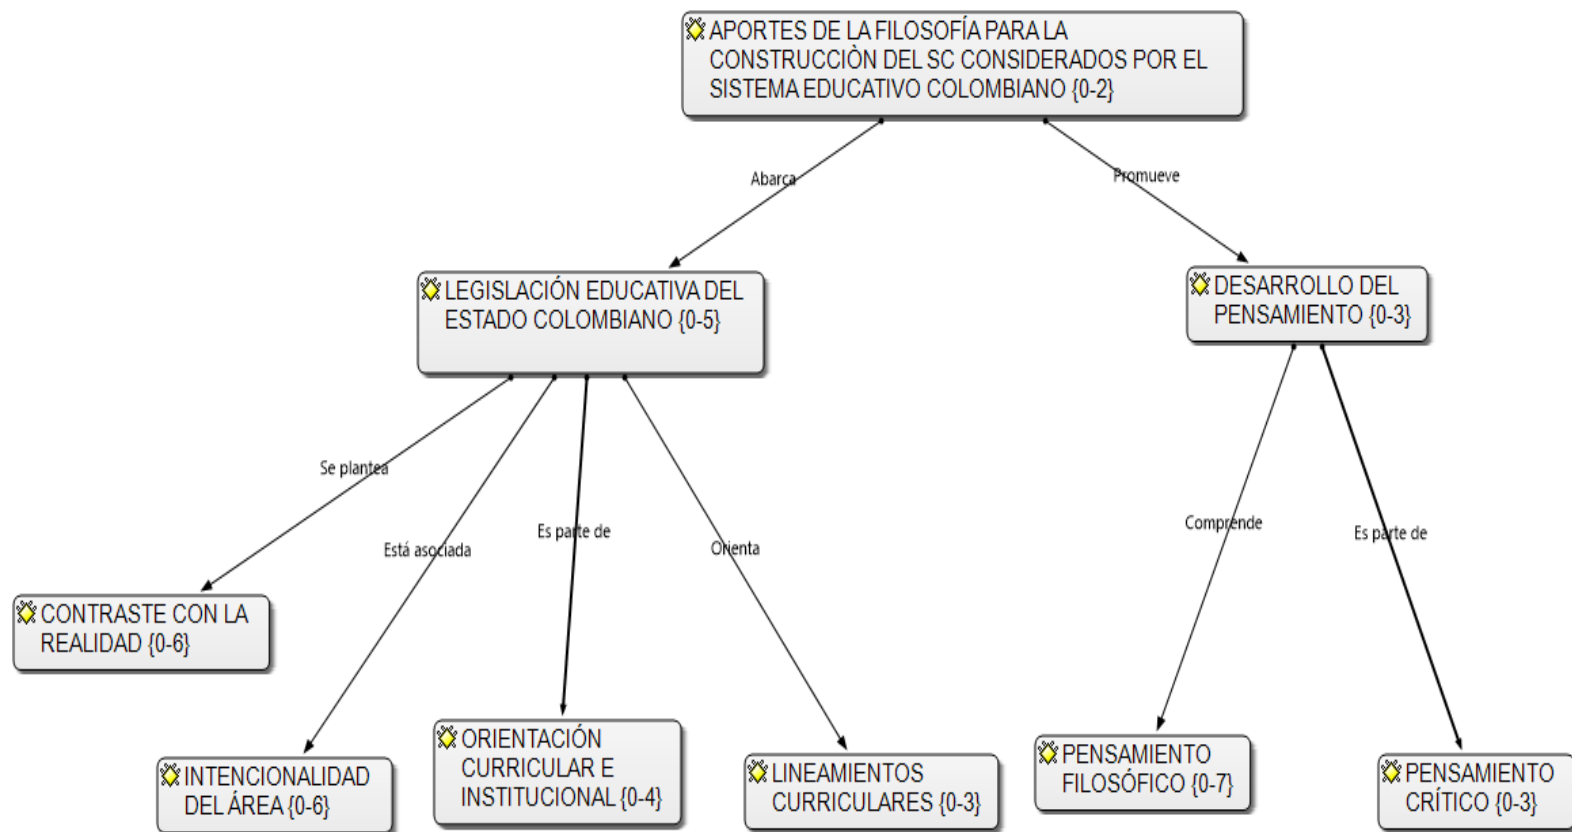 APORTES DE LA FILOSOFÍA PARA LA
CONSTRUCCIÒN DEL SC CONSIDERADOS POR EL
SISTEMA EDUCATIVO COLOMBIANO {0-2}
Abarca
Promueve
LEGISLACIÓN EDUCATIVA DEL
ESTADO COLOMBIANO {0-5}
DESARROLLO DEL
PENSAMIENTO {0-3}
Se plantea
Está asociada
Es parte de
Orienta
Comprende
Es parte de
CONTRASTE CON LA
REALIDAD {0-6}
INTENCIONALIDAD
DEL ÁREA {0-6}
ORIENTACIÓN
CURRICULAR E
INSTITUCIONAL {0-4}
LINEAMIENTOS
CURRICULARES {0-3}
PENSAMIENTO
FILOSÓFICO {0-7}
PENSAMIENTO
CRÍTICO {0-3}